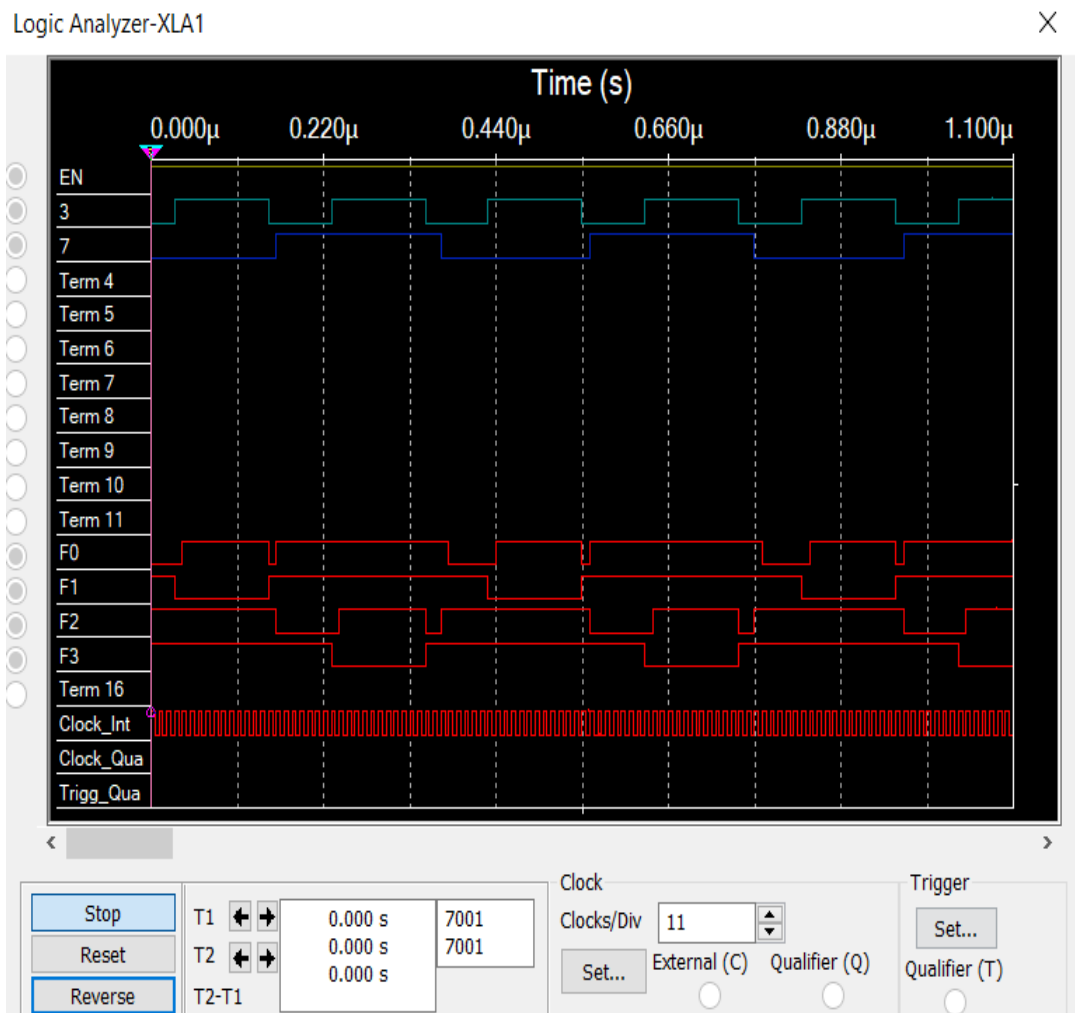 Logic Analyzer-XLA1
Time (s)
0.000µ 0.220µ 0.440µ 0.660µ 0.880µ 1.100µ
EN
3
7
Term 4
Term 5
Term 6
Term 7
Term 8
Term 9
Term 10
Term 11
F0
F1
F2
F3
Term 16
Clock_Int
Clock_Qua
Trigg_Qua
Stop
Reset
Reverse
T1 0.000 s 7001
T2 0.000 s 7001
T2-T1 0.000 s
Clock
Clocks/Div 11
Set... External (C) Qualifier (Q)
Trigger
Set...
Qualifier (T)